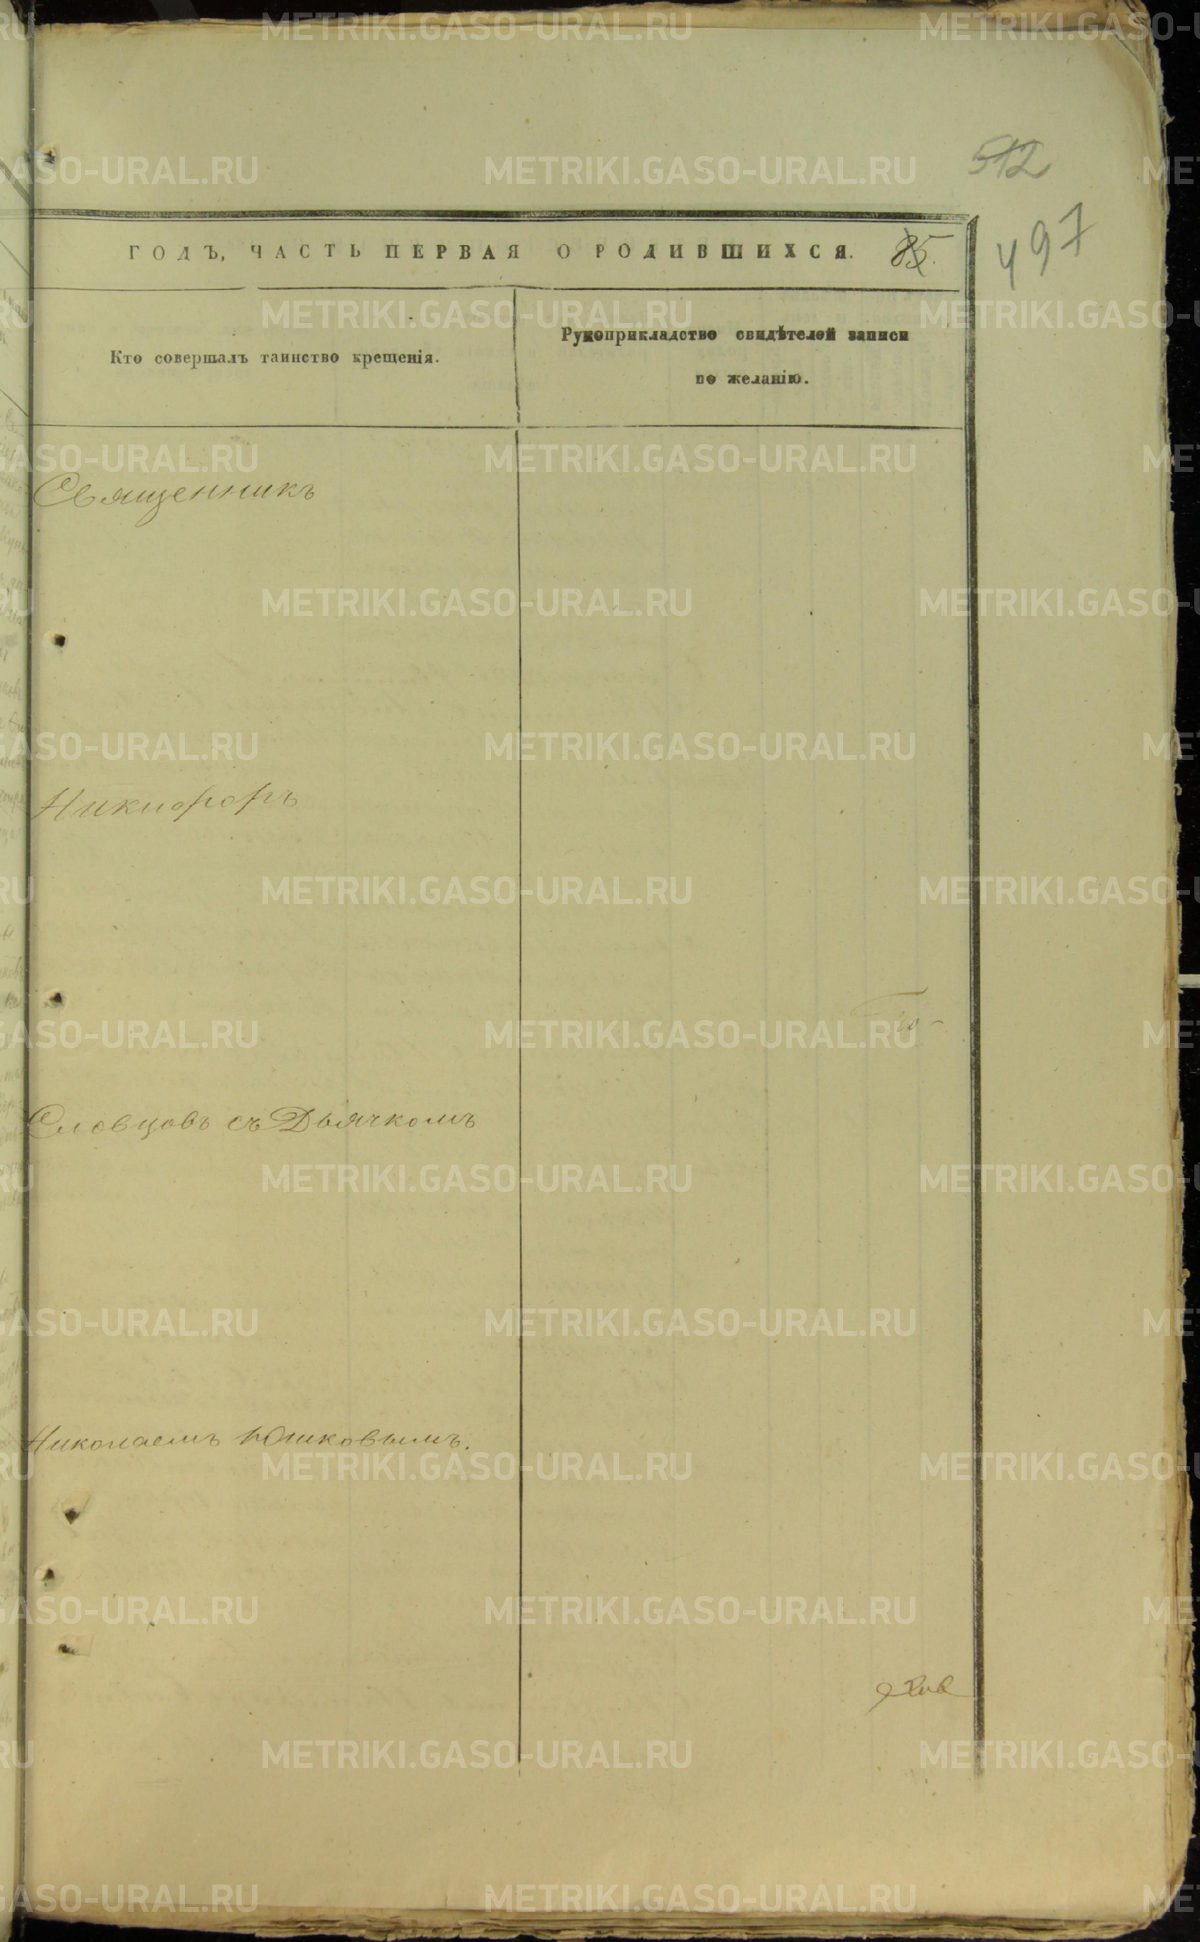 512
497
ГОДЪ, ЧАСТЬ ПЕРВАЯ О РОДИВШИХСЯ. 85.
Кто совершалъ таинство крещенія.
Рукоприкладство свидѣтелей записи
по желанію.
Священникъ
Никифоръ
Словцовъ съ Дьячкомъ
Николаемъ Юшковымъ.
METRIKI.GASO-URAL.RU